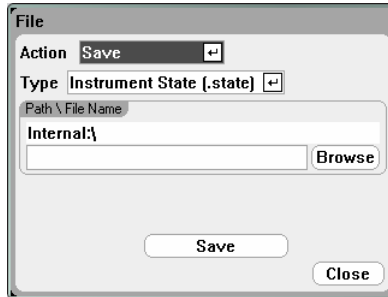 File
Action Save
Type Instrument State (.state)
Path \ File Name
Internal:\
Browse
Save
Close